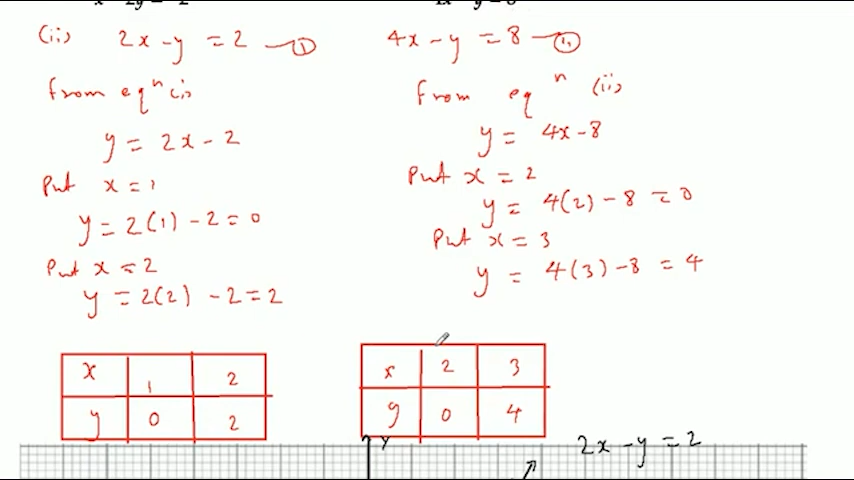 (ii) 2x - y = 2 —(i)
4x - y = 8 —(ii)
from eqⁿ (i)
from eqⁿ (ii)
y = 2x - 2
y = 4x - 8
Put x = 1
Put x = 2
y = 2(1) - 2 = 0
y = 4(2) - 8 = 0
Put x = 2
Put x = 3
y = 2(2) - 2 = 2
y = 4(3) - 8 = 4
x 1 2
y 0 2
x 2 3
y 0 4
Y
2x - y = 2